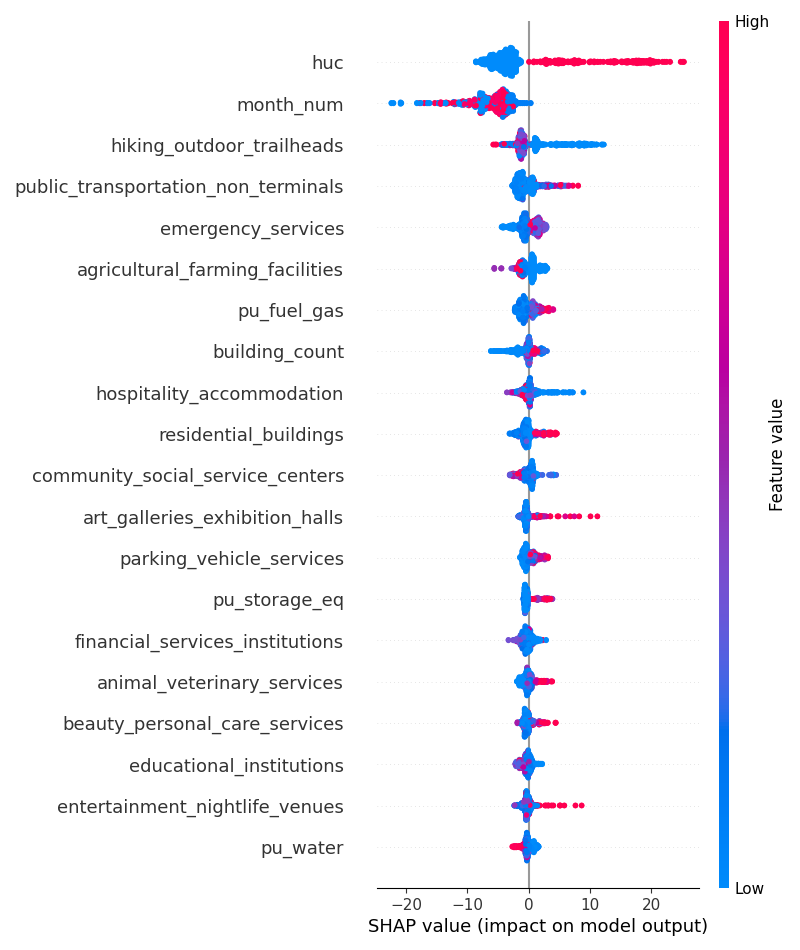 High
huc
month_num
hiking_outdoor_trailheads
public_transportation_non_terminals
emergency_services
agricultural_farming_facilities
pu_fuel_gas
building_count
hospitality_accommodation
residential_buildings
community_social_service_centers
art_galleries_exhibition_halls
parking_vehicle_services
pu_storage_eq
financial_services_institutions
animal_veterinary_services
beauty_personal_care_services
educational_institutions
entertainment_nightlife_venues
pu_water
Feature value
Low
−20 −10 0 10 20
SHAP value (impact on model output)